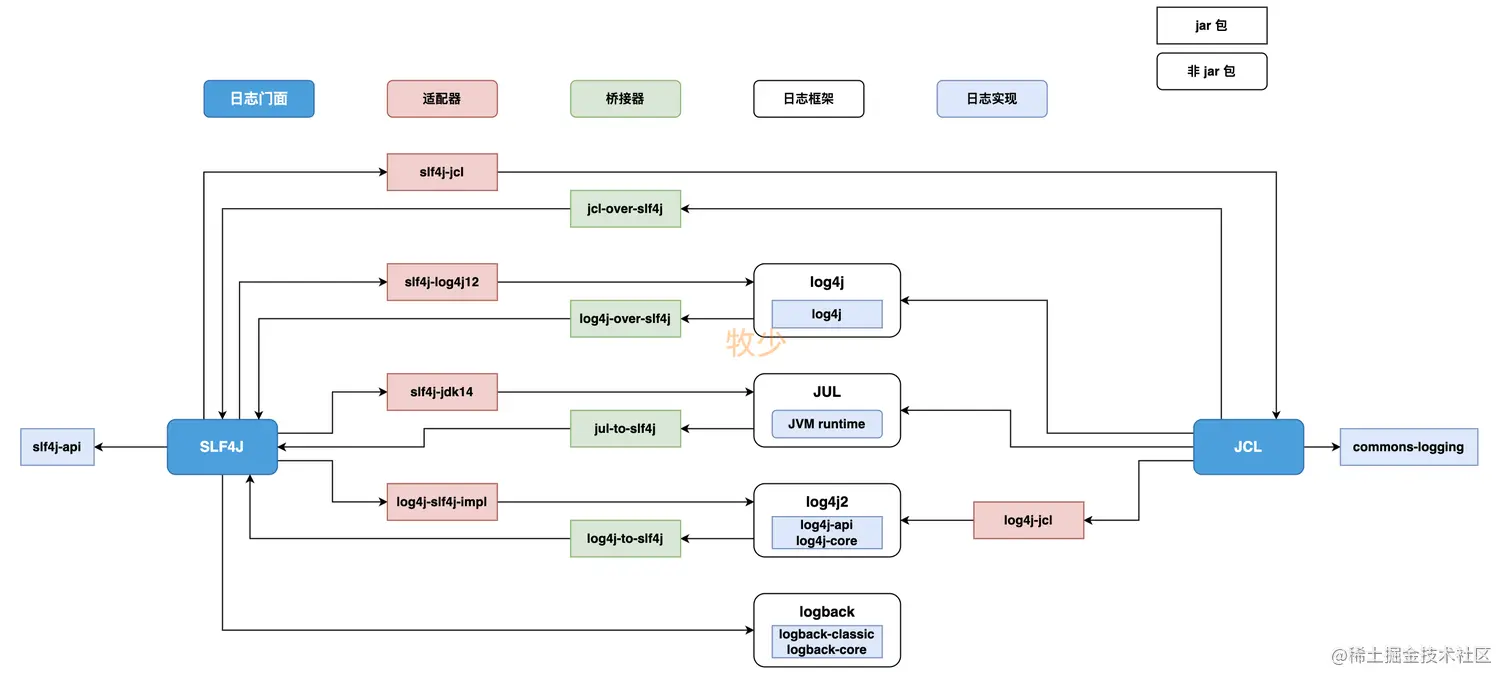 jar 包
非 jar 包
日志门面
适配器
桥接器
日志框架
日志实现
slf4j-jcl
jcl-over-slf4j
slf4j-log4j12
log4j
log4j
log4j-over-slf4j
牧少
slf4j-jdk14
JUL
JVM runtime
jul-to-slf4j
slf4j-api
SLF4J
JCL
commons-logging
log4j-slf4j-impl
log4j2
log4j-api
log4j-core
log4j-jcl
log4j-to-slf4j
logback
logback-classic
logback-core
@稀土掘金技术社区